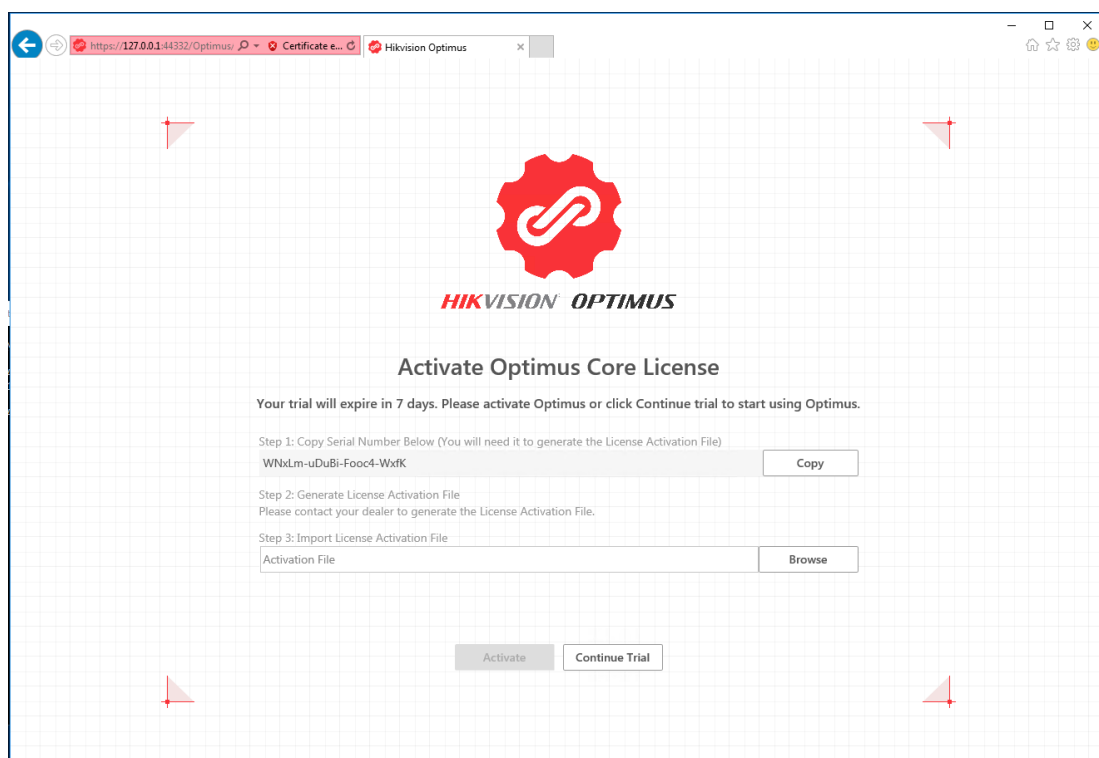 https://127.0.0.1:44332/Optimus/
Certificate e...
Hikvision Optimus
HIKVISION OPTIMUS
Activate Optimus Core License
Your trial will expire in 7 days. Please activate Optimus or click Continue trial to start using Optimus.
Step 1: Copy Serial Number Below (You will need it to generate the License Activation File)
WNxLm-uDuBi-Fooc4-WxfK
Copy
Step 2: Generate License Activation File
Please contact your dealer to generate the License Activation File.
Step 3: Import License Activation File
Activation File
Browse
Activate
Continue Trial